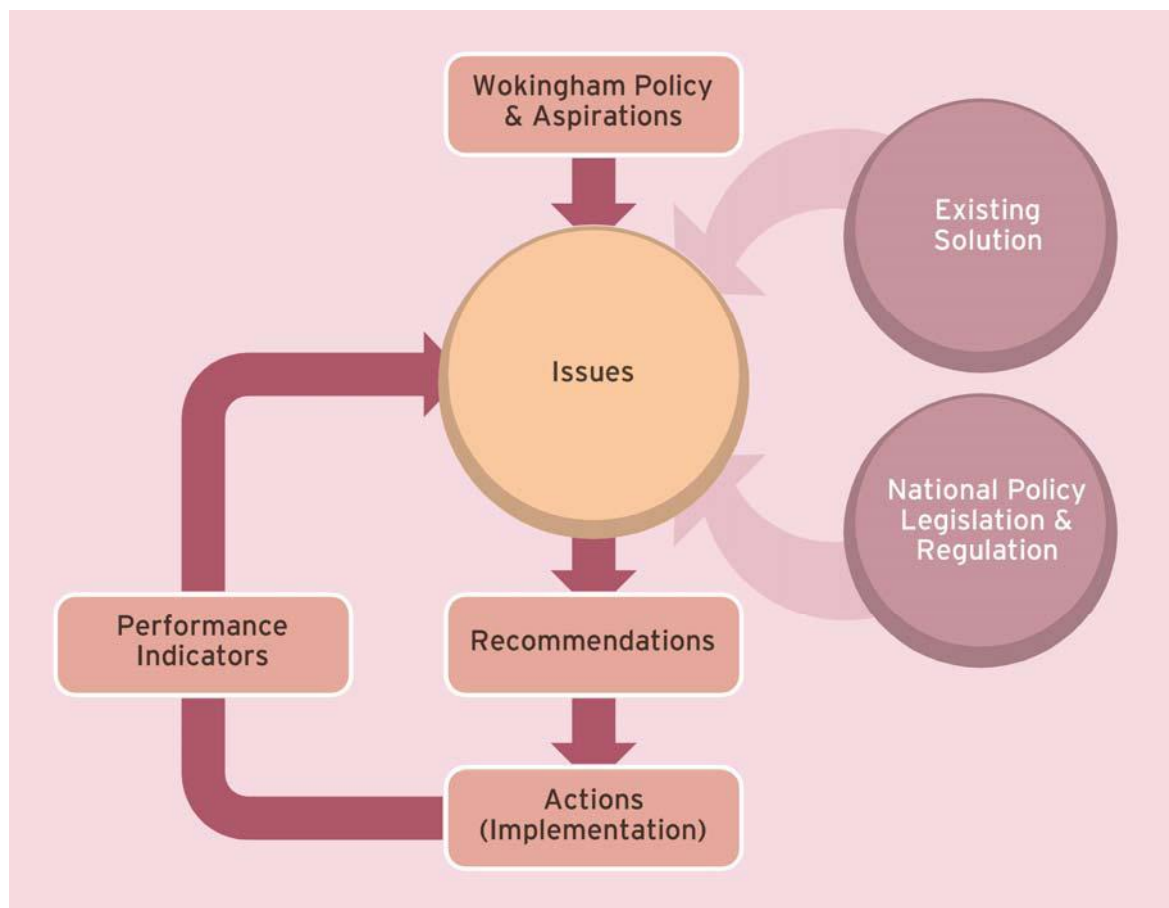 Wokingham Policy
& Aspirations
Existing
Solution
Issues
National Policy
Legislation &
Regulation
Performance
Indicators
Recommendations
Actions
(Implementation)